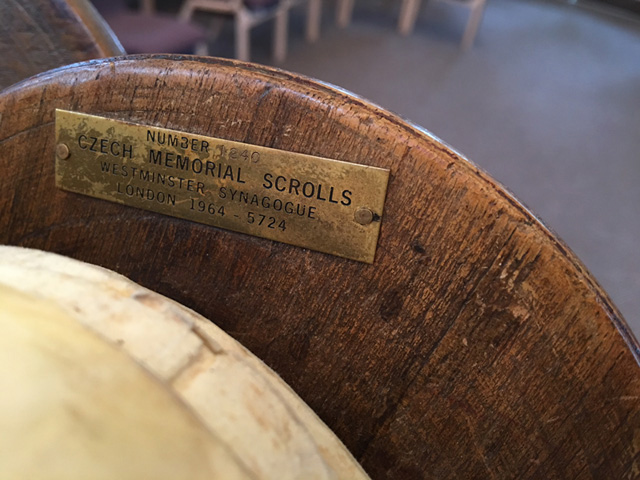 NUMBER
CZECH MEMORIAL SCROLLS
WESTMINSTER SYNAGOGUE
LONDON 1964 - 5724